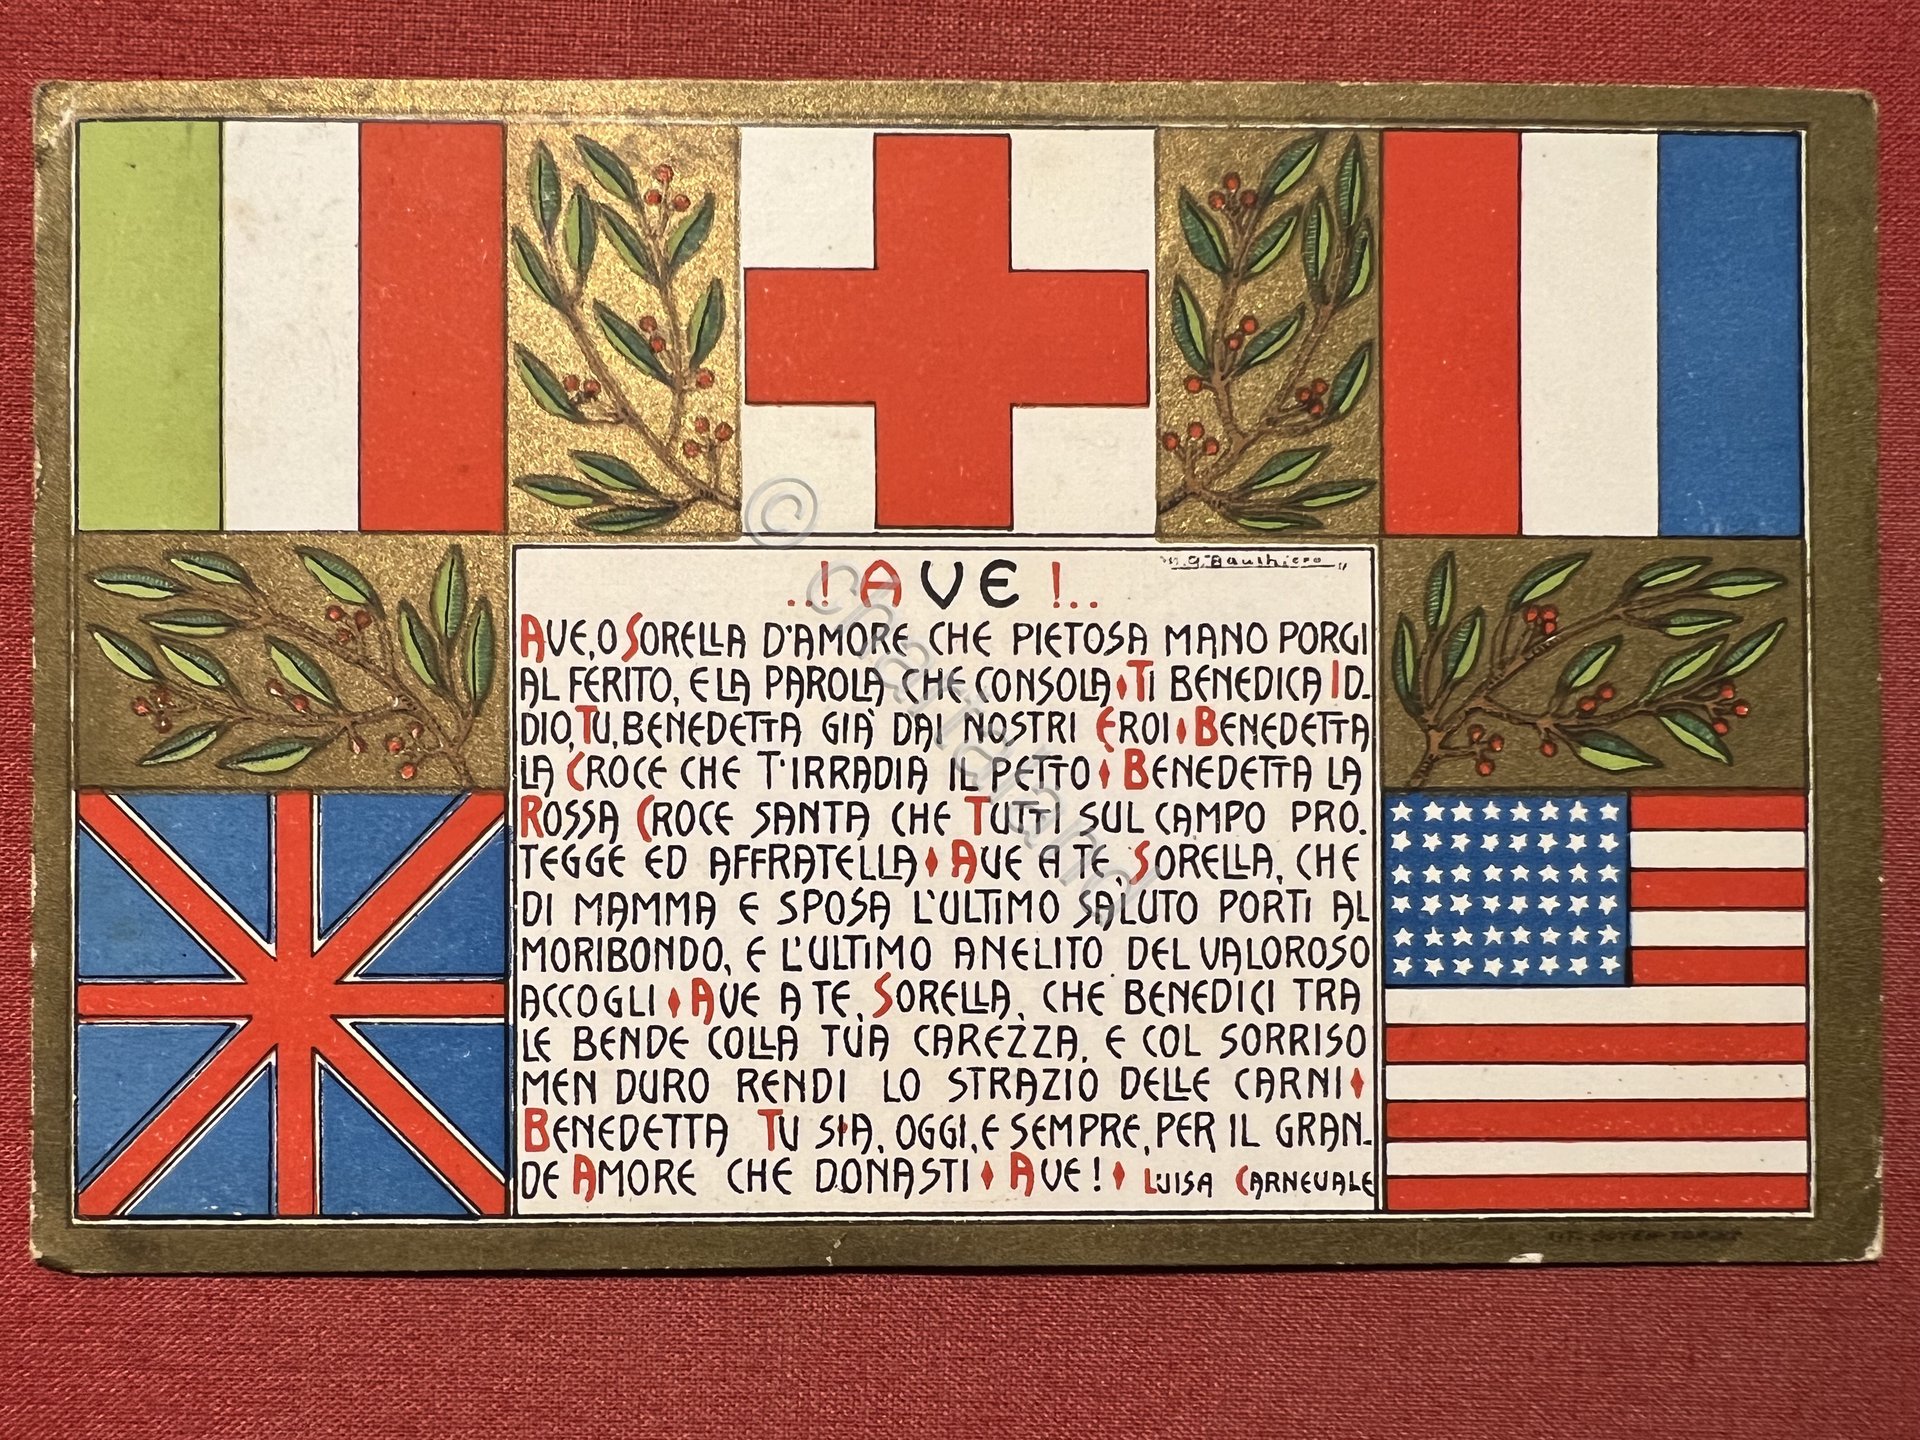 ..! AVE !..
"M.G. Gaulhiero"
AVE, O SORELLA D'AMORE CHE PIETOSA MANO PORGI
AL FERITO, E LA PAROLA CHE CONSOLA ♦ TI BENEDICA ID-
DIO, TU, BENEDETTA GIÀ DAI NOSTRI EROI ♦ BENEDETTA
LA CROCE CHE T'IRRADIA IL PETTO ♦ BENEDETTA LA
ROSSA CROCE SANTA CHE TUTTI SUL CAMPO PRO-
TEGGE ED AFFRATELLA ♦ AVE A TE, SORELLA, CHE
DI MAMMA E SPOSA L'ULTIMO SALUTO PORTI AL
MORIBONDO, E L'ULTIMO ANELITO DEL VALOROSO
ACCOGLI ♦ AVE A TE, SORELLA, CHE BENEDICI TRA
LE BENDE COLLA TUA CAREZZA, E COL SORRISO
MEN DURO RENDI LO STRAZIO DELLE CARNI ♦
BENEDETTA TU SIA, OGGI, E SEMPRE, PER IL GRAN-
DE AMORE CHE DONASTI ♦ AVE! ♦ LUISA CARNEVALE